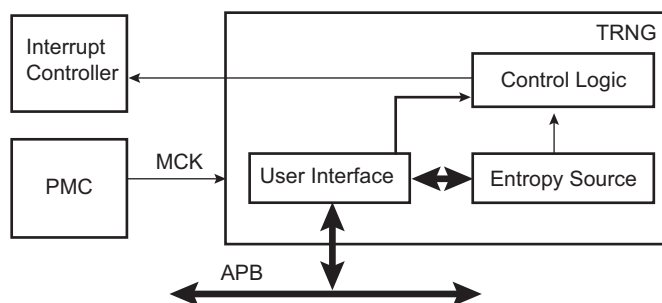 TRNG
Interrupt
Controller
Control Logic
MCK
PMC
User Interface
Entropy Source
APB